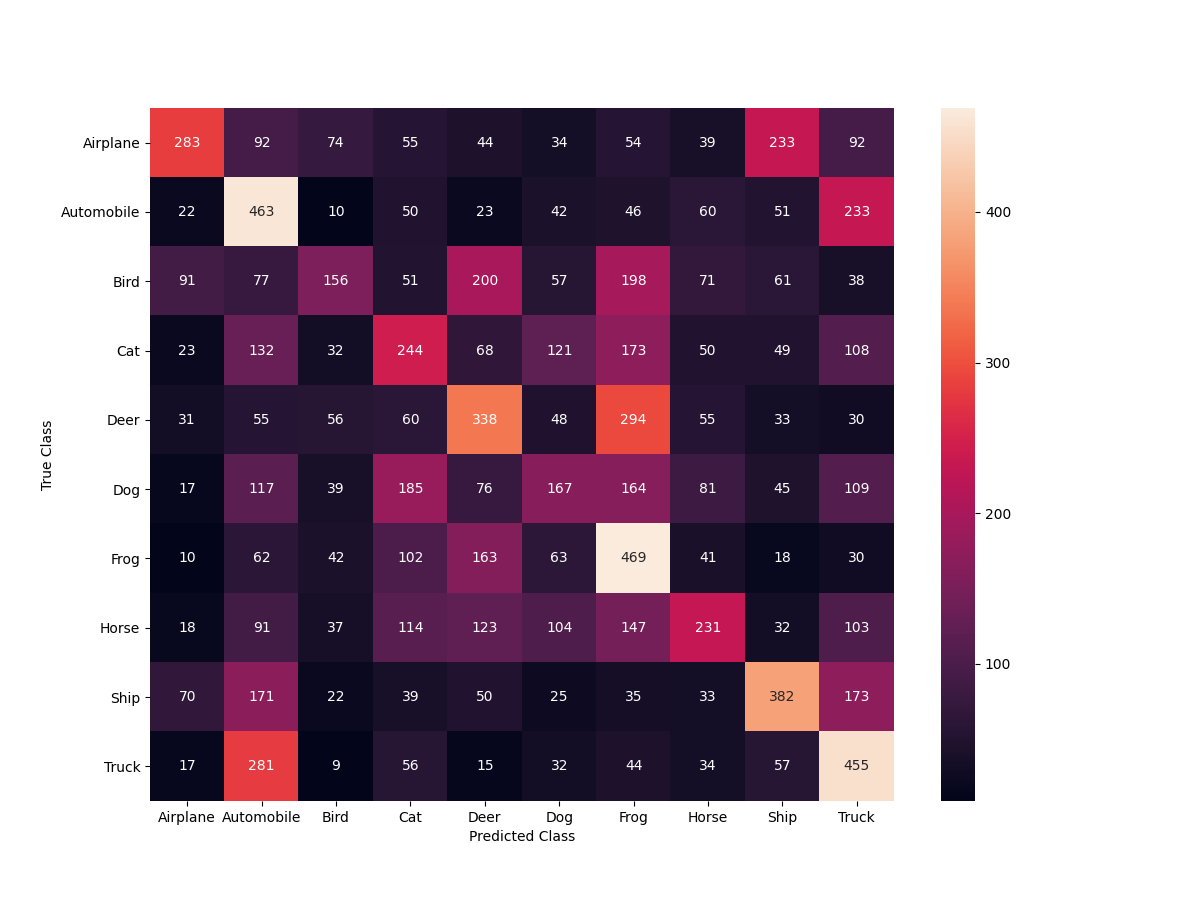 Airplane 283 92 74 55 44 34 54 39 233 92
Automobile 22 463 10 50 23 42 46 60 51 233
400
Bird 91 77 156 51 200 57 198 71 61 38
Cat 23 132 32 244 68 121 173 50 49 108
300
Deer 31 55 56 60 338 48 294 55 33 30
True Class
Dog 17 117 39 185 76 167 164 81 45 109
200
Frog 10 62 42 102 163 63 469 41 18 30
Horse 18 91 37 114 123 104 147 231 32 103
100
Ship 70 171 22 39 50 25 35 33 382 173
Truck 17 281 9 56 15 32 44 34 57 455
Airplane Automobile Bird Cat Deer Dog Frog Horse Ship Truck
Predicted Class